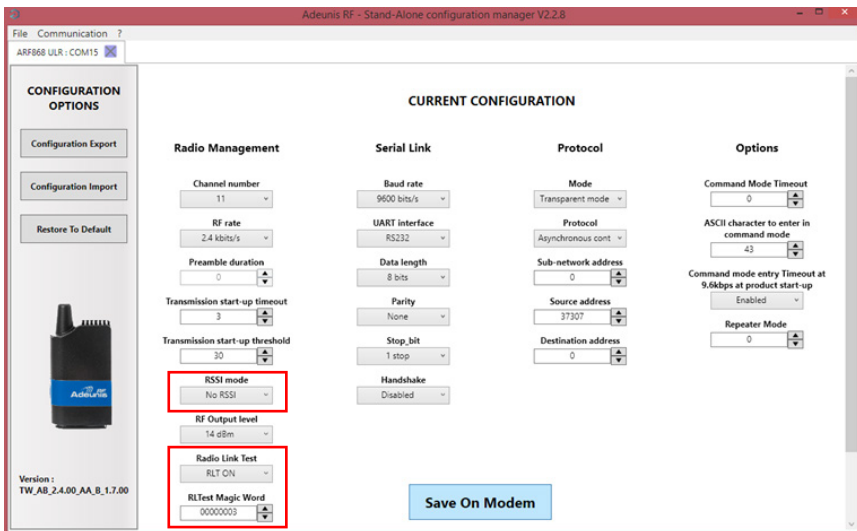 Adeunis RF - Stand-Alone configuration manager V2.2.8
File Communication ?
ARF868 ULR : COM15
CONFIGURATION
OPTIONS
Configuration Export
Configuration Import
Restore To Default
Adeunis RF
Version :
TW_AB_2.4.00_AA_B_1.7.00
CURRENT CONFIGURATION
Radio Management
Channel number
11
RF rate
2.4 kbits/s
Preamble duration
0
Transmission start-up timeout
3
Transmission start-up threshold
30
RSSI mode
No RSSI
RF Output level
14 dBm
Radio Link Test
RLT ON
RLTest Magic Word
00000003
Serial Link
Baud rate
9600 bits/s
UART interface
RS232
Data length
8 bits
Parity
None
Stop_bit
1 stop
Handshake
Disabled
Protocol
Mode
Transparent mode
Protocol
Asynchronous cont
Sub-network address
0
Source address
37307
Destination address
0
Options
Command Mode Timeout
0
ASCII character to enter in
command mode
43
Command mode entry Timeout at
9.6kbps at product start-up
Enabled
Repeater Mode
0
Save On Modem